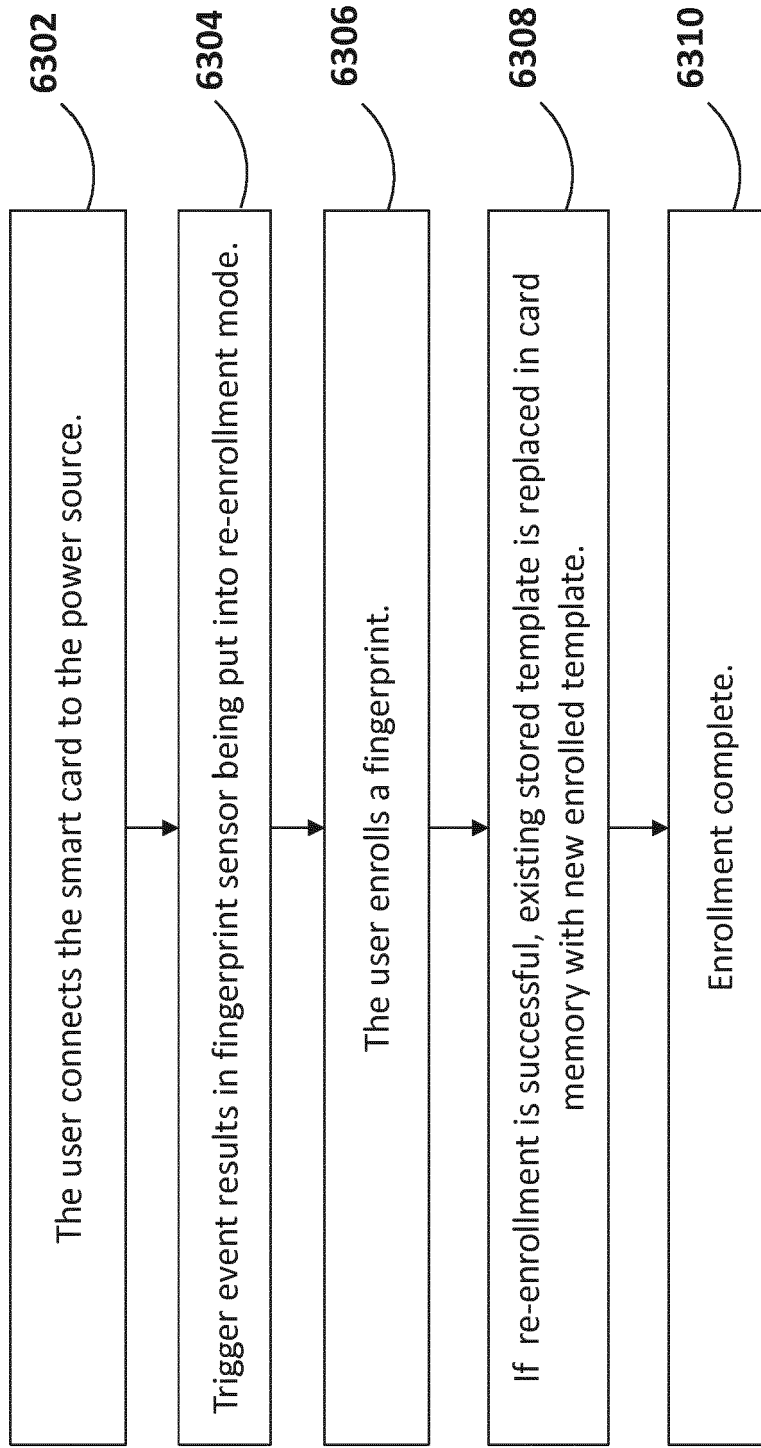 The user connects the smart card to the power source.
6302
Trigger event results in fingerprint sensor being put into re-enrollment mode.
6304
The user enrolls a fingerprint.
6306
If re-enrollment is successful, existing stored template is replaced in card
memory with new enrolled template.
6308
Enrollment complete.
6310